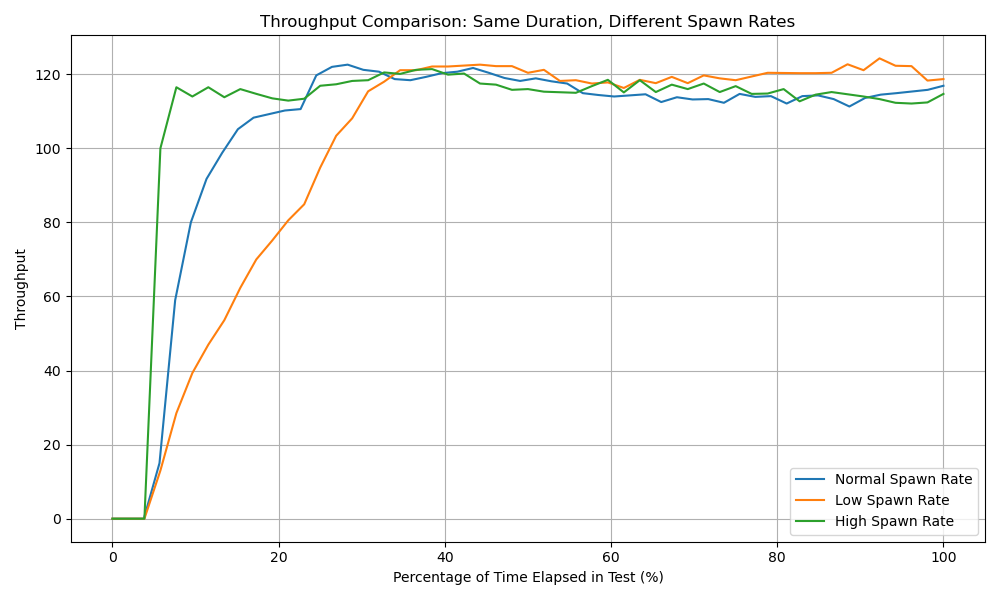 Throughput Comparison: Same Duration, Different Spawn Rates
Throughput
120
100
80
60
40
20
0
0 20 40 60 80 100
Percentage of Time Elapsed in Test (%)
Normal Spawn Rate
Low Spawn Rate
High Spawn Rate